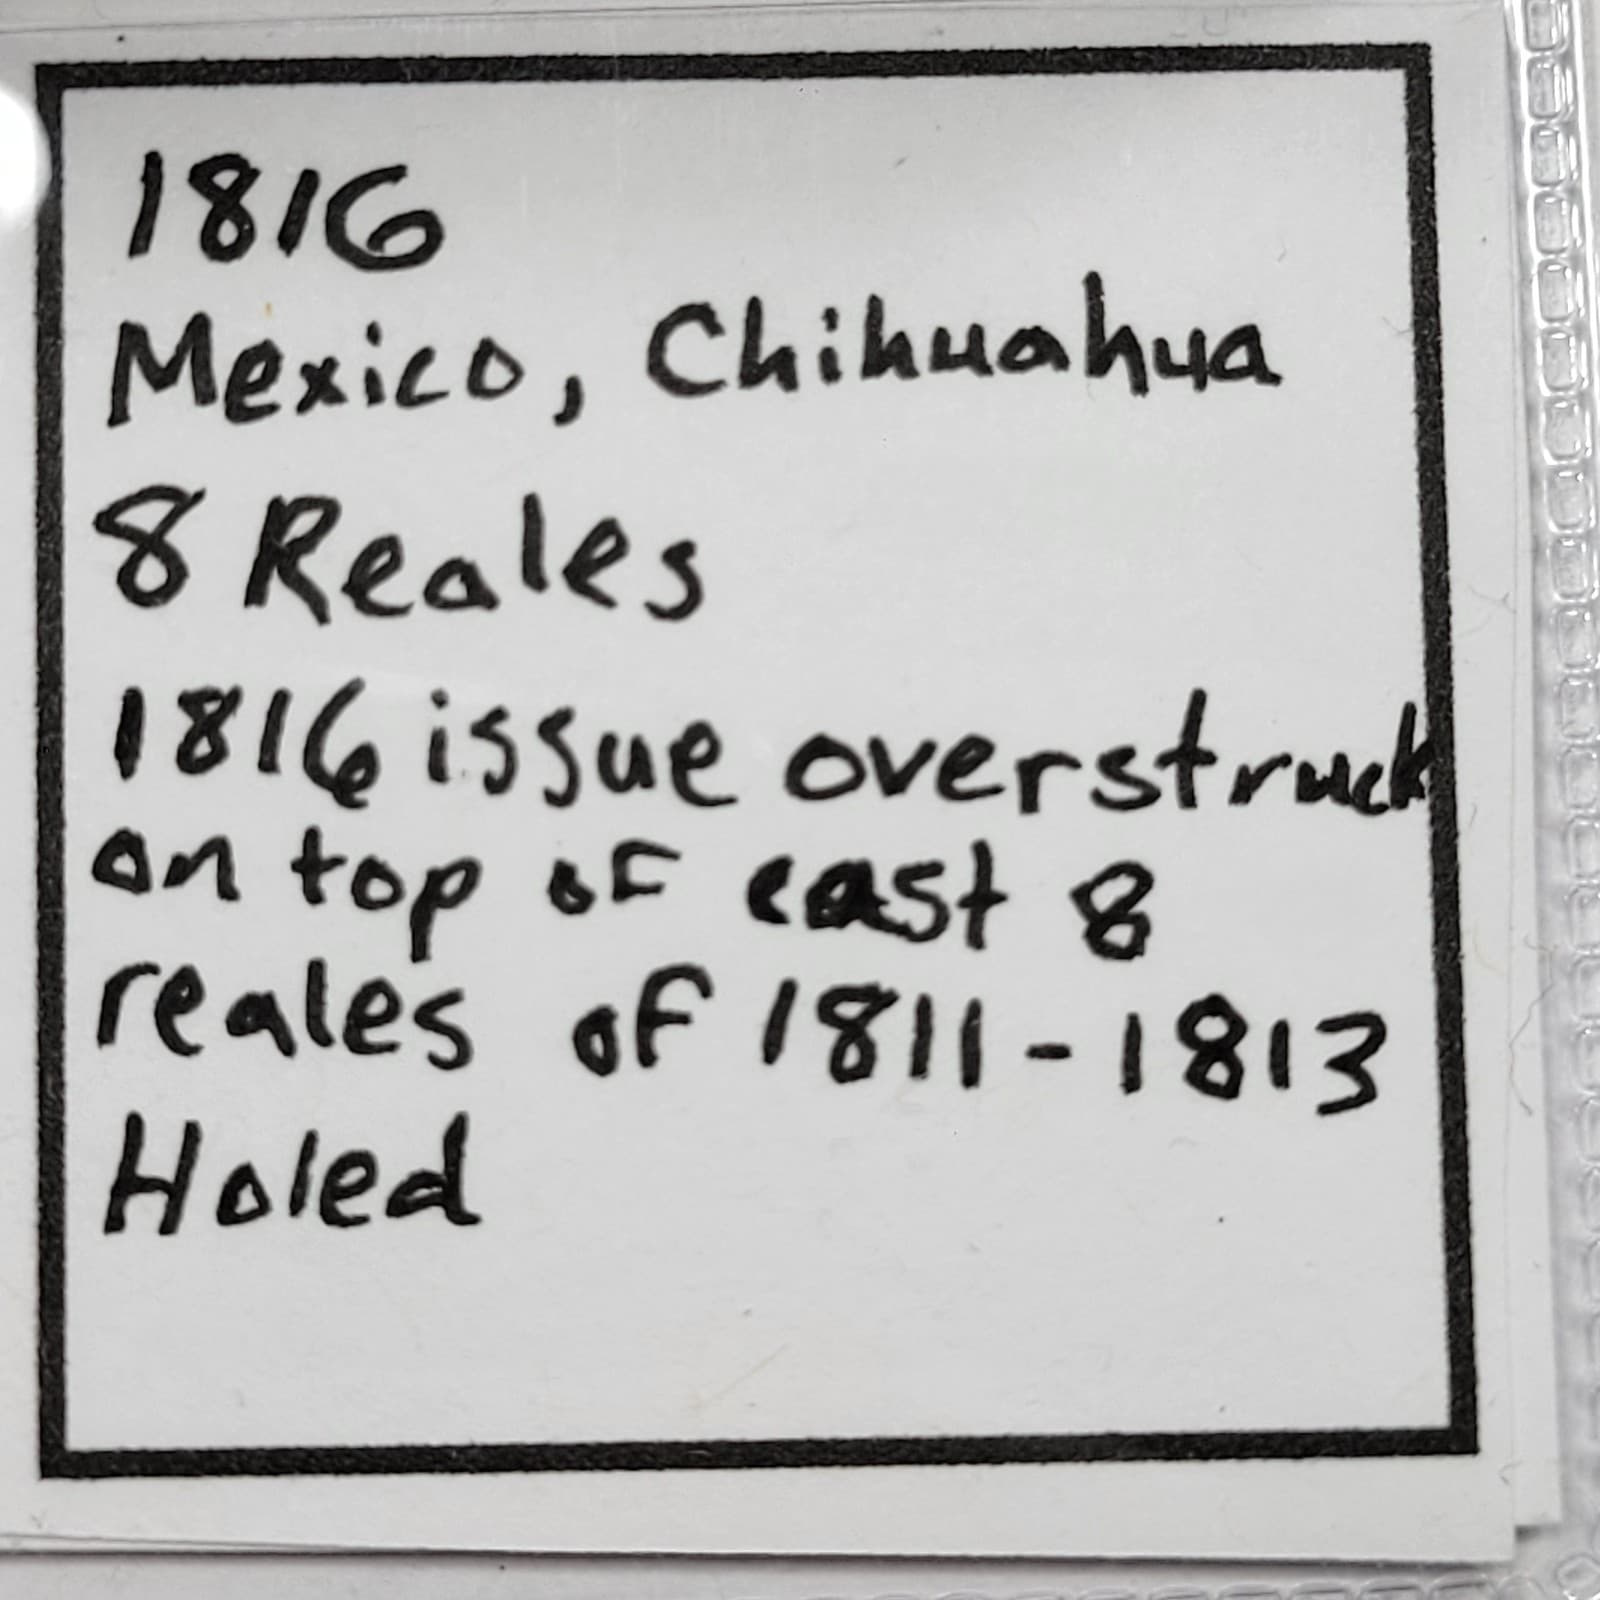 1816
Mexico, Chihuahua
8 Reales
1816 issue overstruck
on top of cast 8
reales of 1811-1813
Holed